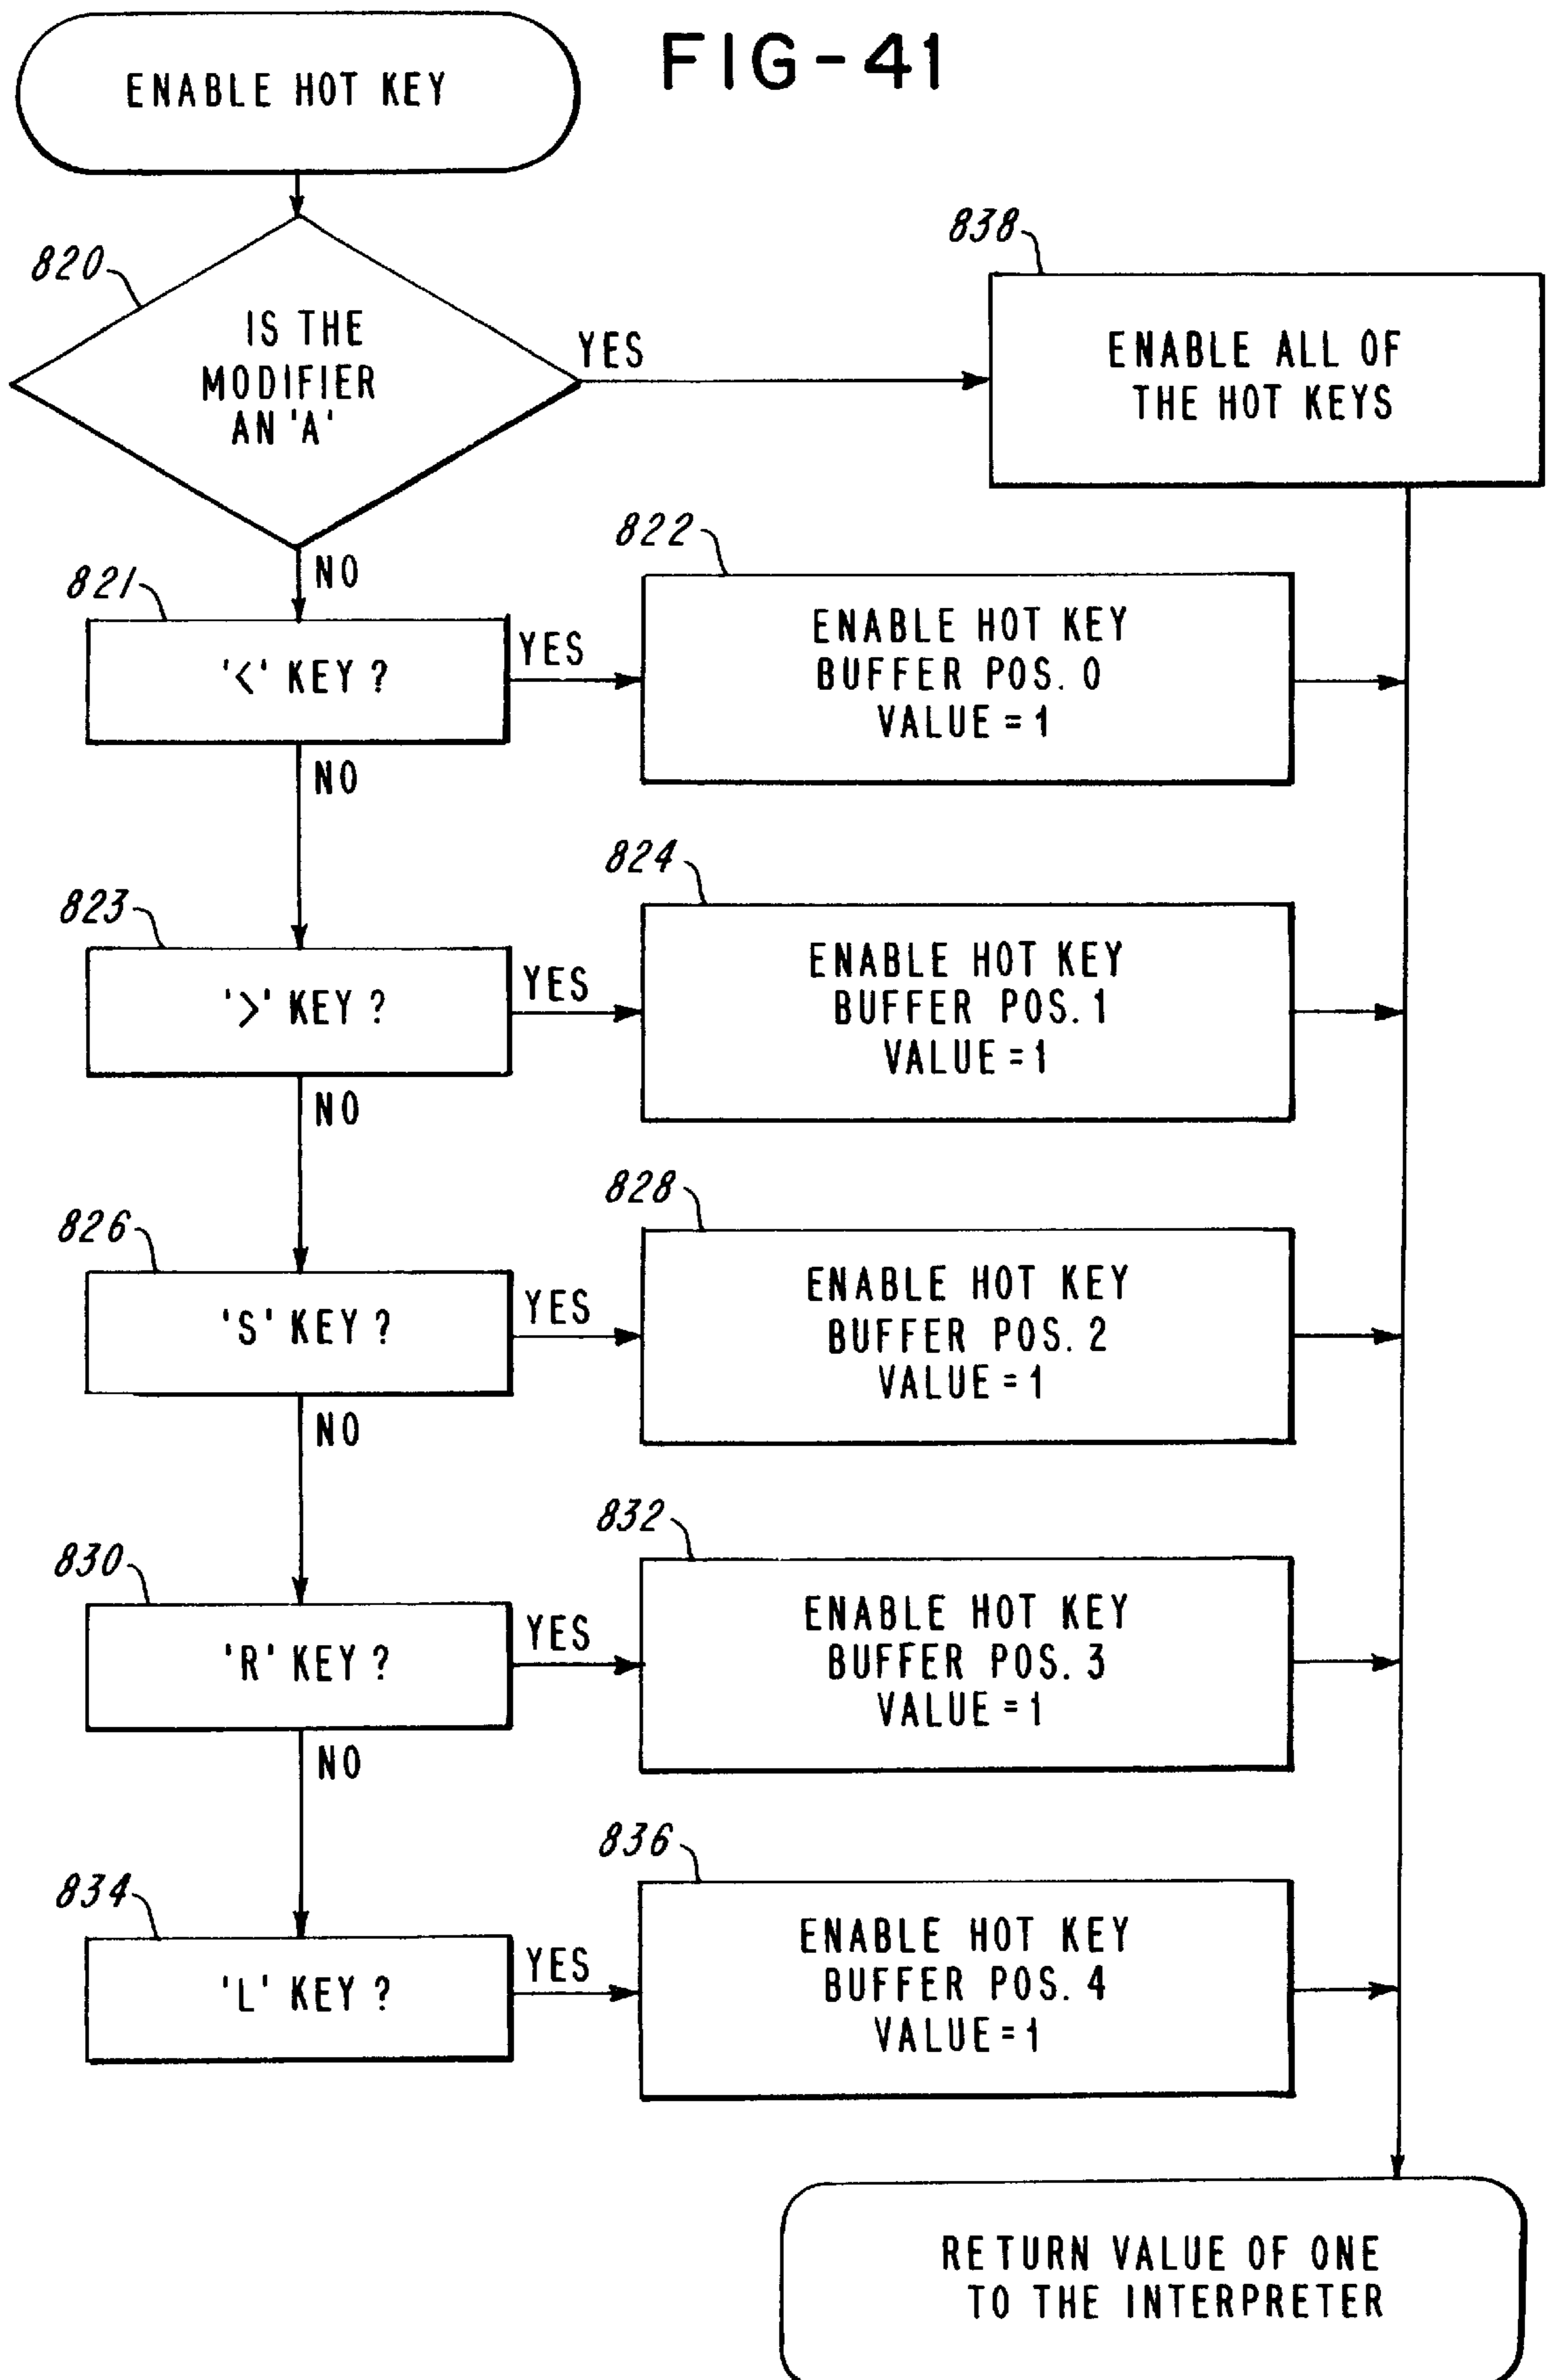 FIG-41
ENABLE HOT KEY
820
IS THE
MODIFIER
AN 'A'
YES
838
ENABLE ALL OF
THE HOT KEYS
NO
821
'<' KEY ?
YES
822
ENABLE HOT KEY
BUFFER POS. 0
VALUE = 1
NO
823
'>' KEY ?
YES
824
ENABLE HOT KEY
BUFFER POS. 1
VALUE = 1
NO
826
'S' KEY ?
YES
828
ENABLE HOT KEY
BUFFER POS. 2
VALUE = 1
NO
830
'R' KEY ?
YES
832
ENABLE HOT KEY
BUFFER POS. 3
VALUE = 1
NO
834
'L' KEY ?
YES
836
ENABLE HOT KEY
BUFFER POS. 4
VALUE = 1
RETURN VALUE OF ONE
TO THE INTERPRETER